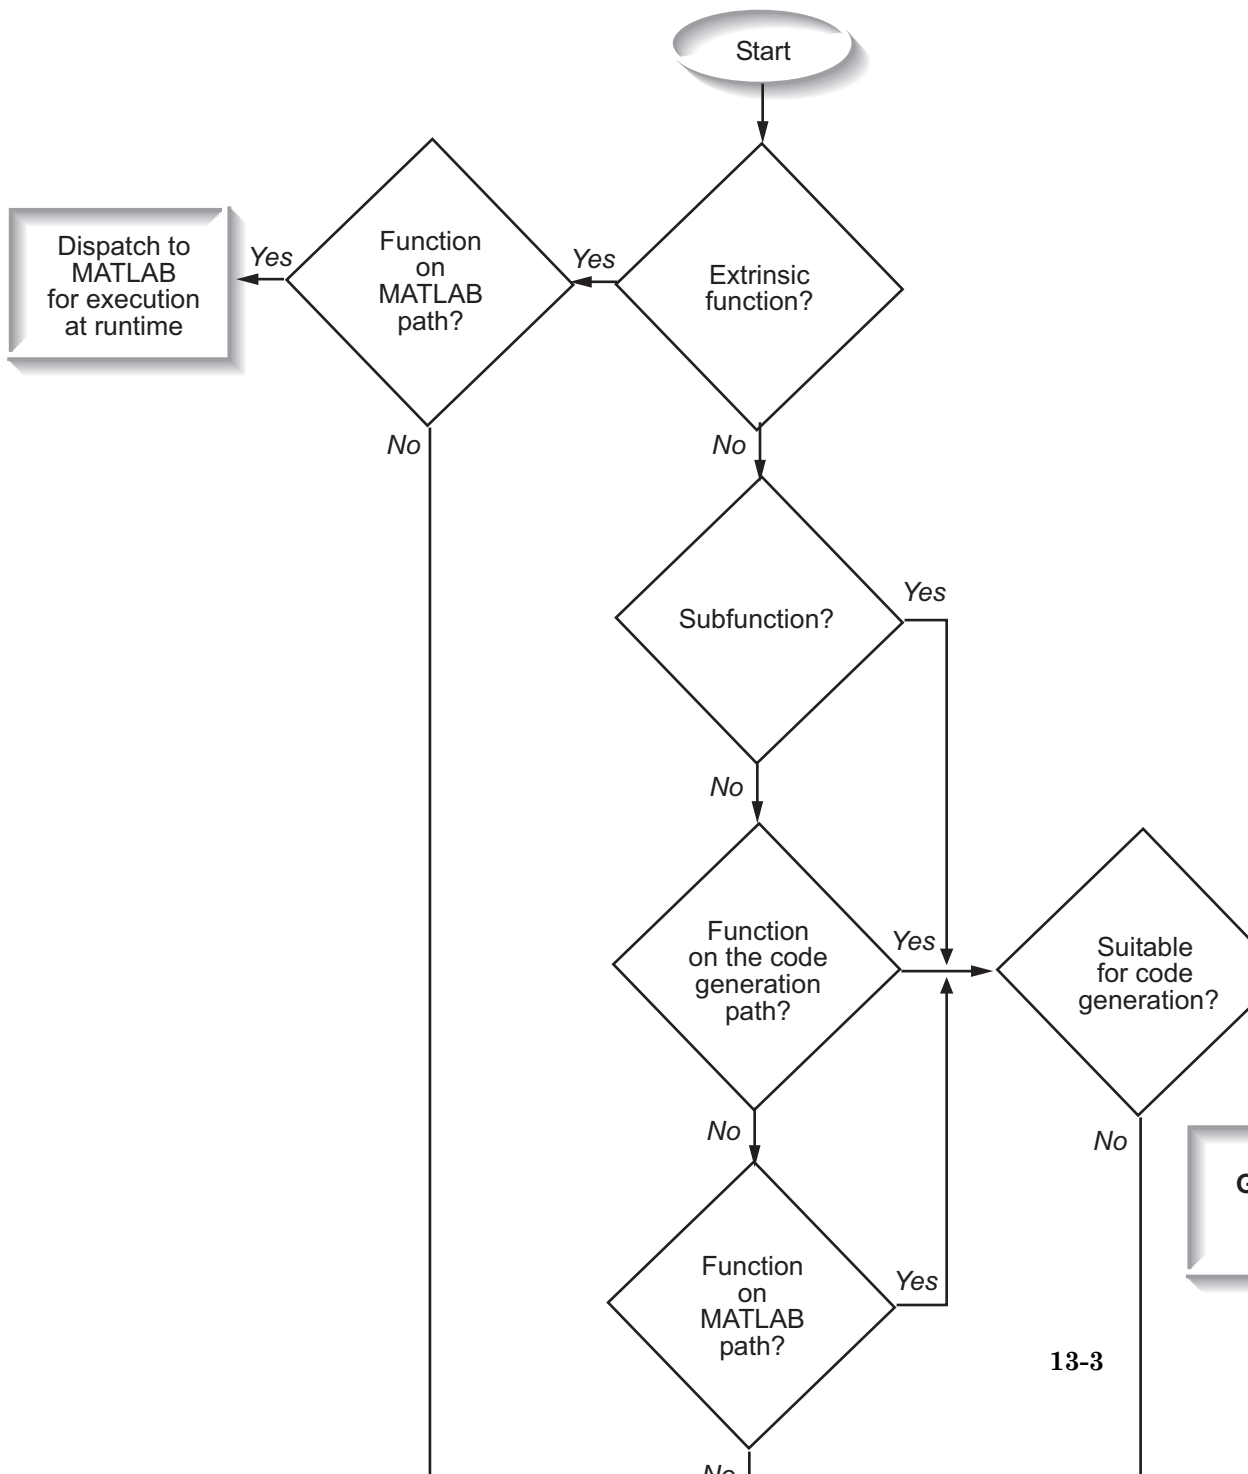 Start
Dispatch to
MATLAB
for execution
at runtime
Yes
Function
on
MATLAB
path?
Yes
Extrinsic
function?
No
No
Subfunction?
Yes
No
Function
on the code
generation
path?
Yes
Suitable
for code
generation?
No
No
G
Function
on
MATLAB
path?
Yes
13-3
No